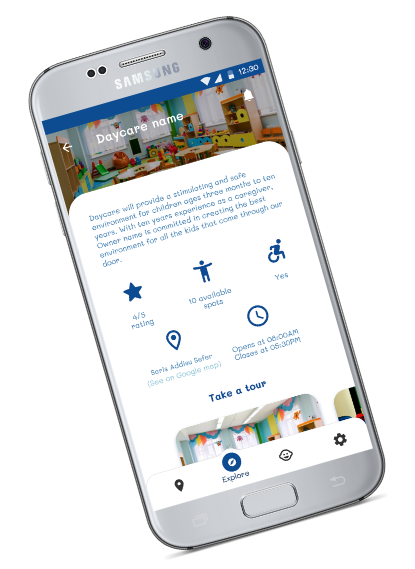 SAMSUNG
12:30
Daycare name
Daycare will provide a stimulating and safe
environment for children ages three months to ten
years. With ten years experience as a caregiver,
Owner name is committed in creating the best
environment for all the kids that come through our
door.
4/5
rating
10 available
spots
Yes
Saris Addisu Sefer
(See on Google map)
Opens at 08:00AM
Closes at 05:30PM
Take a tour
Explore